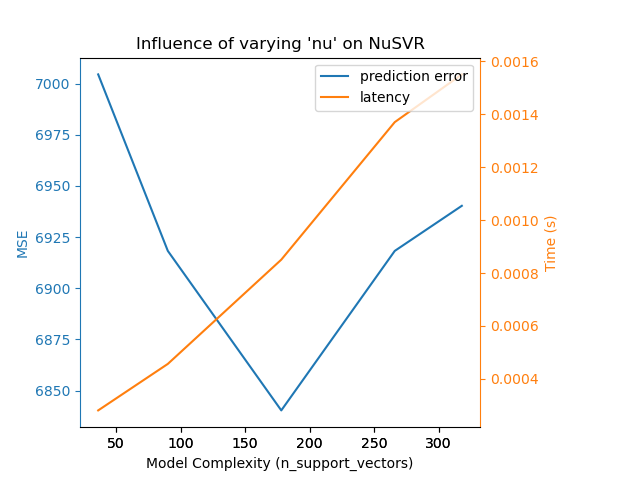 Influence of varying 'nu' on NuSVR
prediction error
latency
7000
6975
6950
6925
6900
6875
6850
MSE
0.0016
0.0014
0.0012
0.0010
0.0008
0.0006
0.0004
Time (s)
50 100 150 200 250 300
Model Complexity (n_support_vectors)